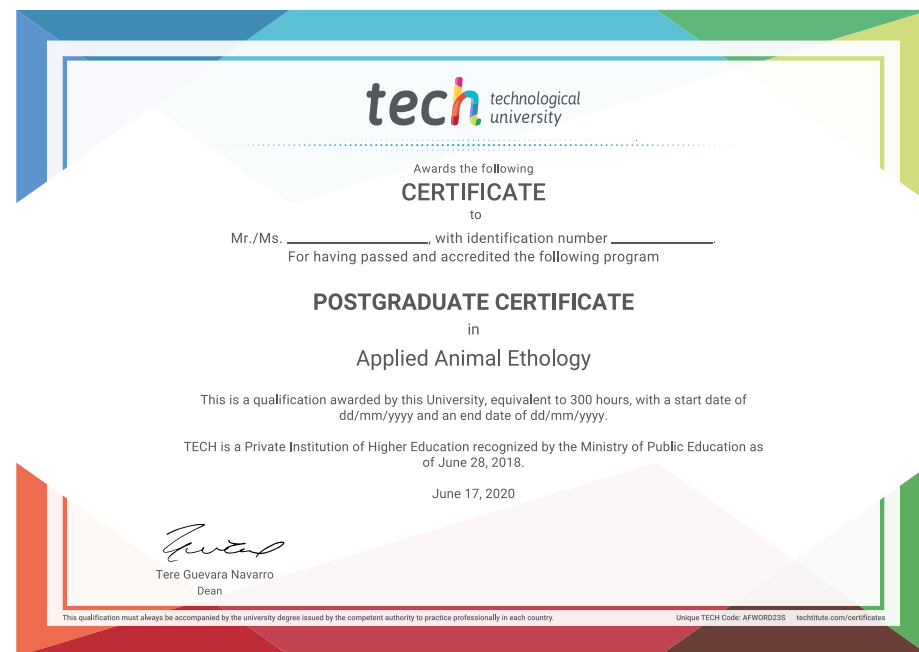 tech technological
university
Awards the following
CERTIFICATE
to
Mr./Ms. ____________________, with identification number ______________.
For having passed and accredited the following program
POSTGRADUATE CERTIFICATE
in
Applied Animal Ethology
This is a qualification awarded by this University, equivalent to 300 hours, with a start date of
dd/mm/yyyy and an end date of dd/mm/yyyy.
TECH is a Private Institution of Higher Education recognized by the Ministry of Public Education as
of June 28, 2018.
June 17, 2020
Tere Guevara Navarro
Dean
This qualification must always be accompanied by the university degree issued by the competent authority to practice professionally in each country. Unique TECH Code: AFWORD23S techtitute.com/certificates